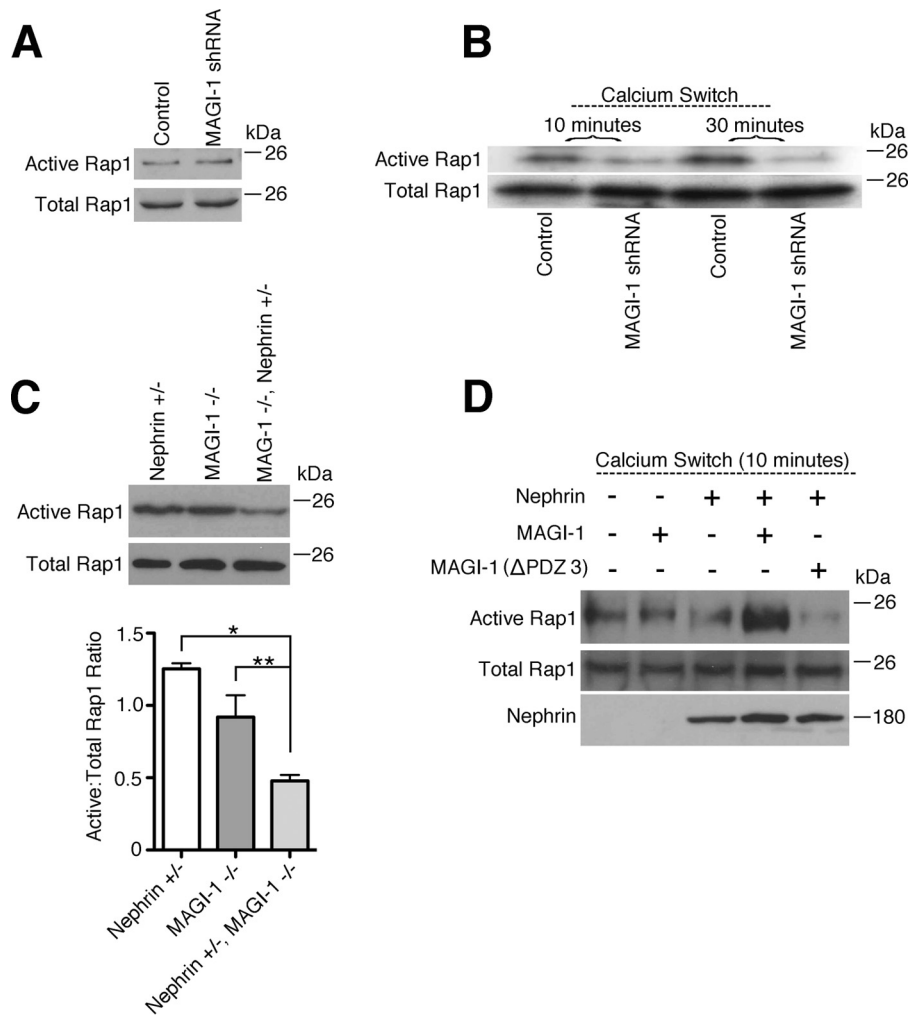 A
Control
MAGI-1 shRNA
kDa
Active Rap1
26
Total Rap1
26
B
Calcium Switch
10 minutes
30 minutes
kDa
Active Rap1
26
Total Rap1
26
Control
MAGI-1 shRNA
Control
MAGI-1 shRNA
C
Nephrin +/-
MAGI-1 -/-
MAG-1 -/-, Nephrin +/-
kDa
Active Rap1
26
Total Rap1
26
Active:Total Rap1 Ratio
1.5
1.0
0.5
0
*
**
Nephrin +/-
MAGI-1 -/-
Nephrin +/, MAGI-1 -/-
D
Calcium Switch (10 minutes)
Nephrin - - + + +
MAGI-1 - + - + -
MAGI-1 (ΔPDZ 3) - - - - +
kDa
Active Rap1
26
Total Rap1
26
Nephrin
180